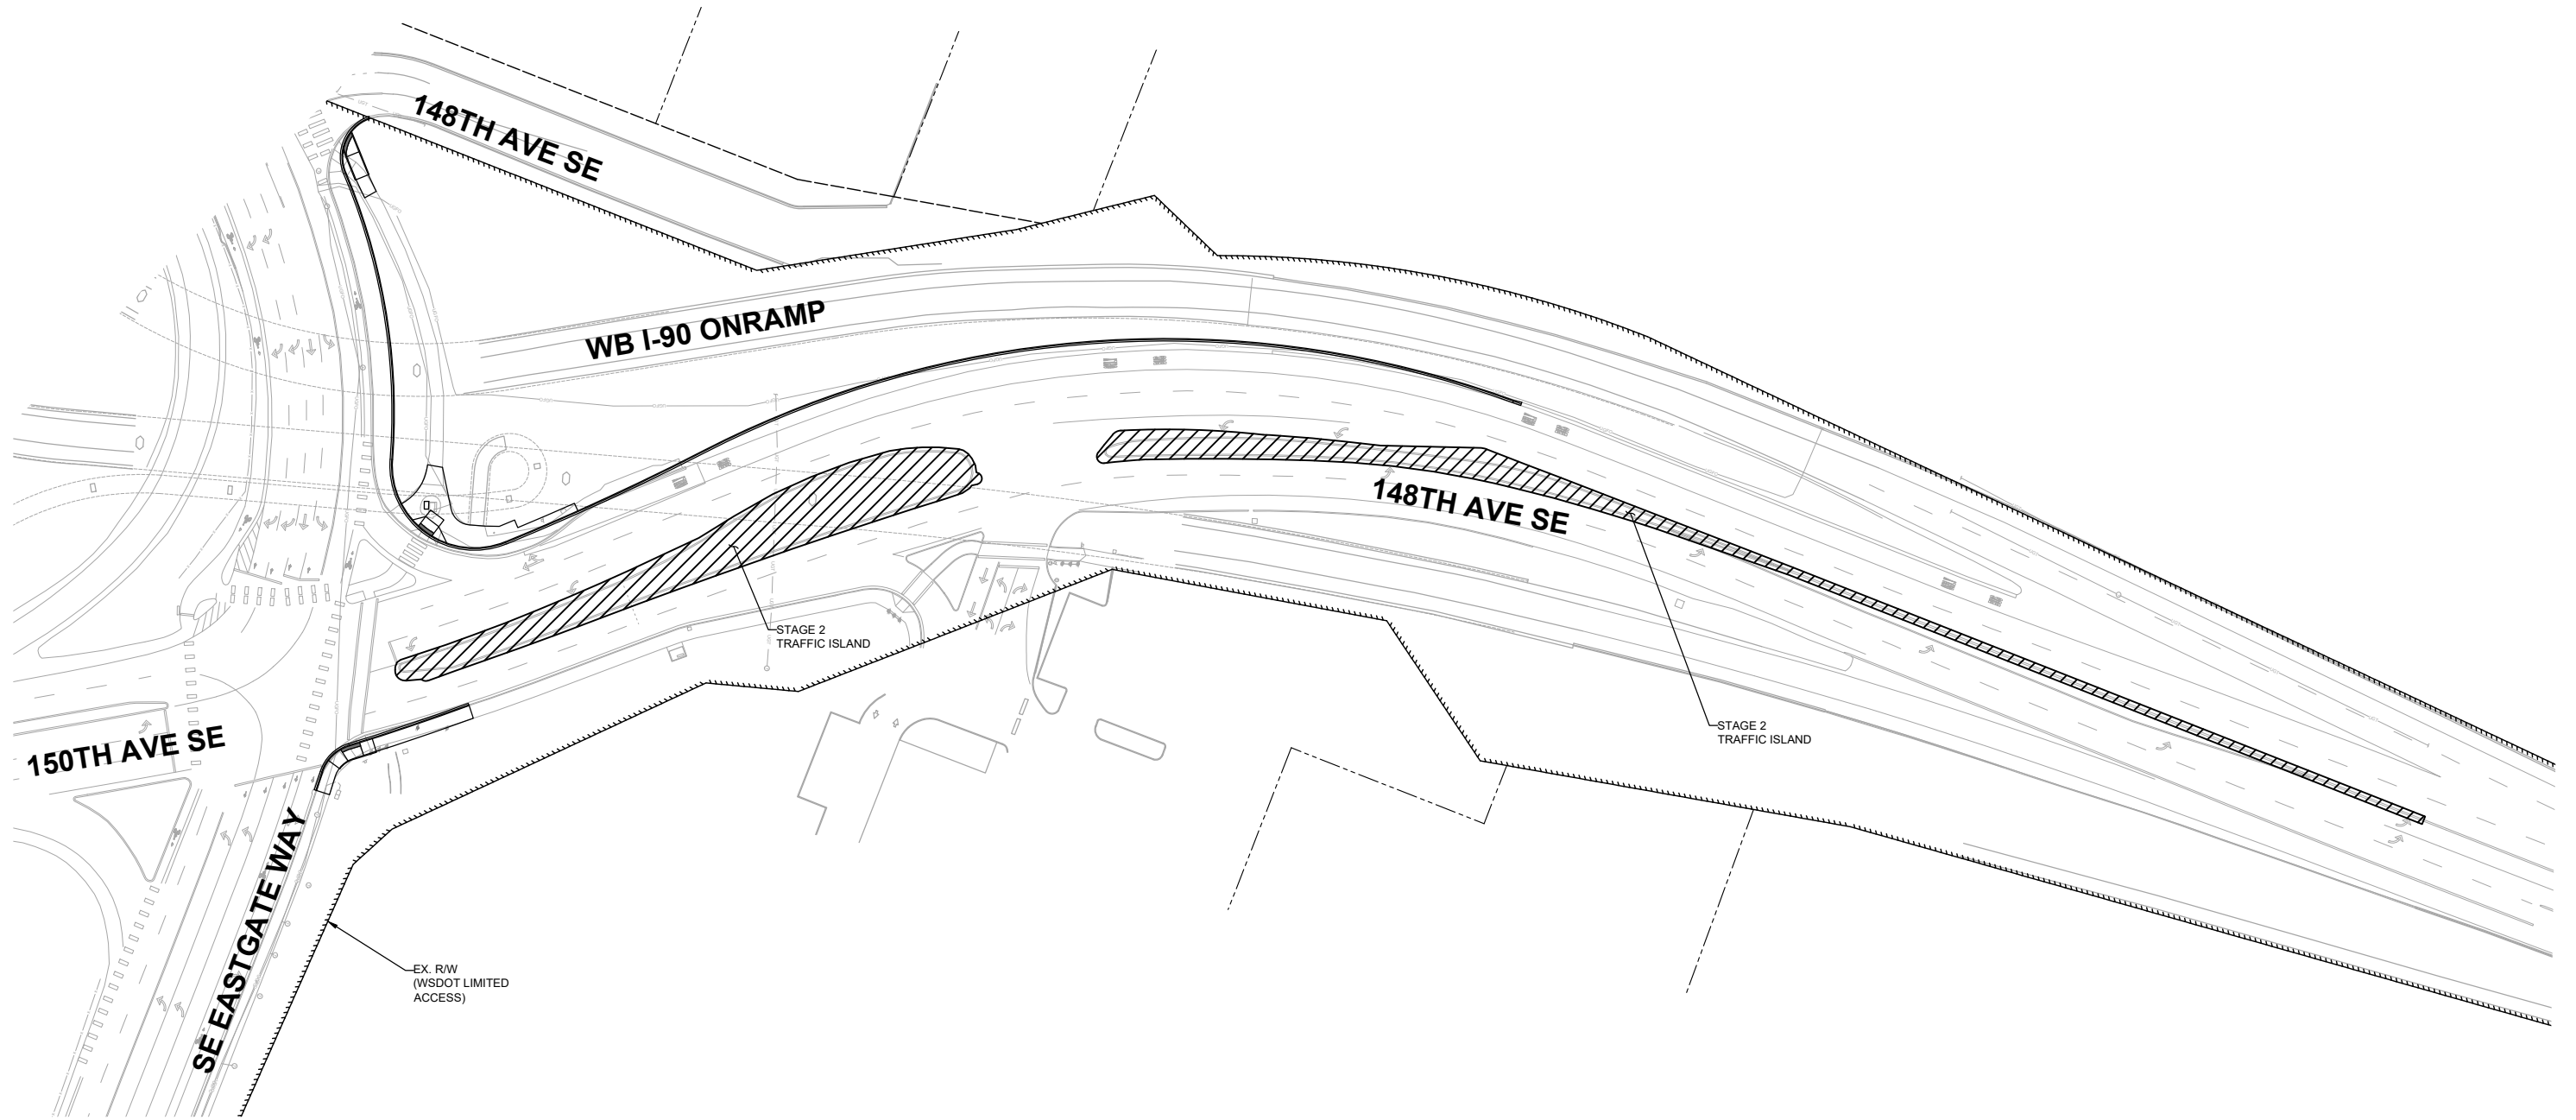 148TH AVE SE
WB I-90 ONRAMP
148TH AVE SE
STAGE 2
TRAFFIC ISLAND
STAGE 2
TRAFFIC ISLAND
150TH AVE SE
SE EASTGATE WAY
EX. R/W
(WSDOT LIMITED
ACCESS)